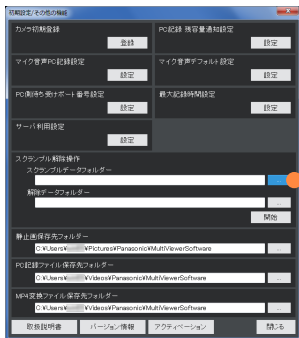 初期設定/その他の機能
カメラ初期登録
登録
PC記録 残容量通知設定
設定
マイク音声PC記録設定
設定
マイク音声デフォルト設定
設定
PC側待ち受けポート番号設定
設定
最大記録時間設定
設定
サーバ利用設定
設定
スクランブル解除操作
スクランブルデータフォルダー
...
解除データフォルダー
...
開始
静止画保存先フォルダー
C:¥Users¥ ¥Pictures¥Panasonic¥MultiViewerSoftware
...
PC記録ファイル保存先フォルダー
C:¥Users¥ ¥Videos¥Panasonic¥MultiViewerSoftware
...
MP4変換ファイル保存先フォルダー
C:¥Users¥ ¥Videos¥Panasonic¥MultiViewerSoftware
...
取扱説明書 バージョン情報 アクティベーション 閉じる